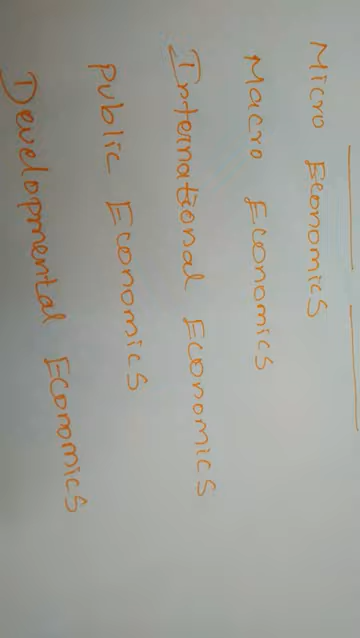 Micro Economics
Macro Economics
International Economics
Public Economics
Developmental Economics